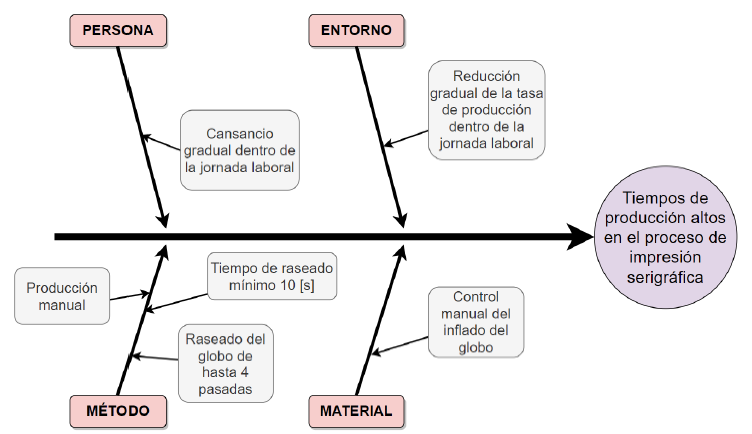 PERSONA
ENTORNO
Cansancio
gradual dentro de
la jornada laboral
Reducción
gradual de la tasa
de producción
dentro de la
jornada laboral
Tiempos de
producción altos
en el proceso de
impresión
serigráfica
Producción
manual
Tiempo de raseado
mínimo 10 [s]
Raseado del
globo de
hasta 4
pasadas
Control
manual del
inflado del
globo
MÉTODO
MATERIAL